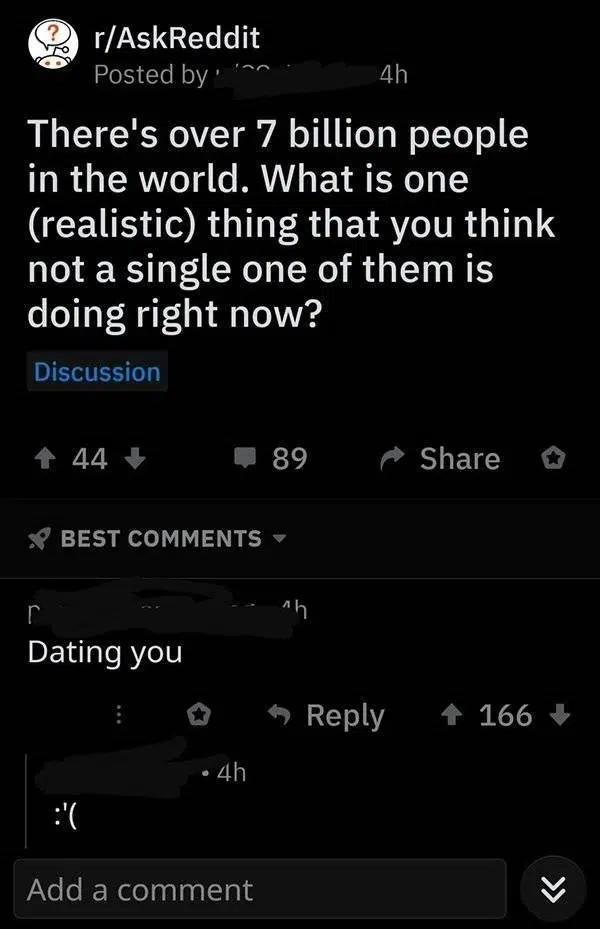 r/AskReddit
Posted by 4h
There's over 7 billion people
in the world. What is one
(realistic) thing that you think
not a single one of them is
doing right now?
Discussion
44 89 Share
BEST COMMENTS
4h
Dating you
Reply 166
• 4h
:'(
Add a comment